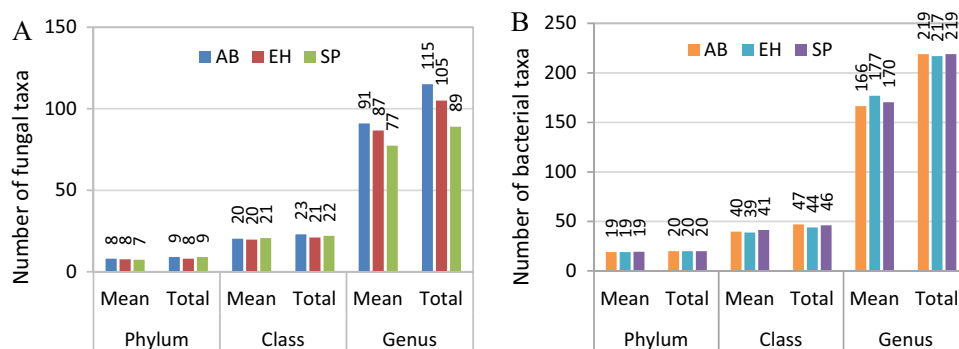 A
Number of fungal taxa
150
100
50
0
AB EH SP
8 8 7 9 8 9 20 20 21 23 21 22 91 87 77 115 105 89
Mean Total Mean Total Mean Total
Phylum Class Genus
B
Number of bacterial taxa
250
200
150
100
50
0
AB EH SP
19 19 19 20 20 20 40 39 41 47 44 46 166 177 170 219 217 219
Mean Total Mean Total Mean Total
Phylum Class Genus